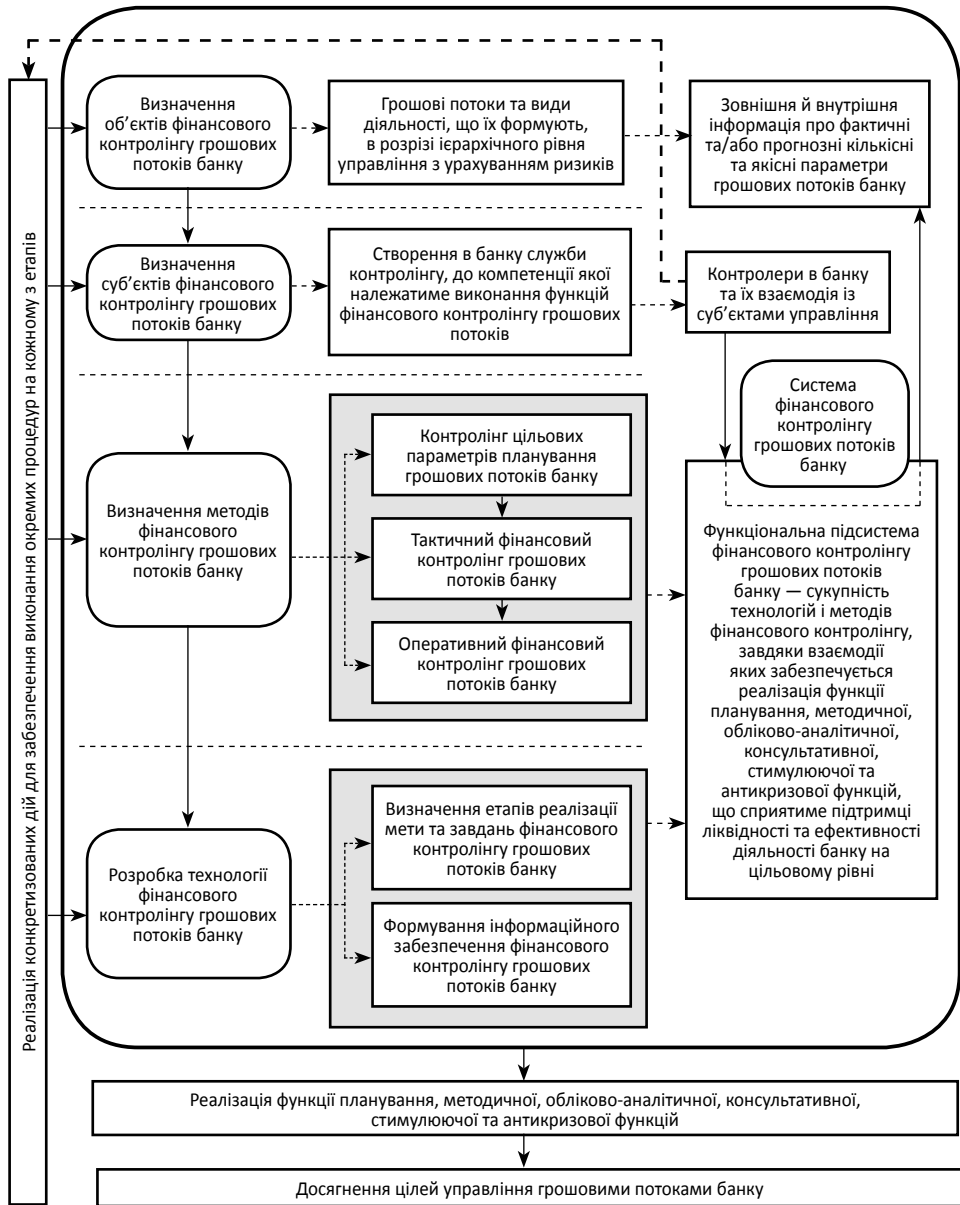 Реалізація конкретизованих дій для забезпечення виконання окремих процедур на кожному з етапів
Визначення
об’єктів фінансового
контролінгу грошових
потоків банку
Грошові потоки та види
діяльності, що їх формують,
в розрізі ієрархічного рівня
управління з урахуванням ризиків
Зовнішня й внутрішня
інформація про фактичні
та/або прогнозні кількісні
та якісні параметри
грошових потоків банку
Визначення
суб’єктів фінансового
контролінгу грошових
потоків банку
Створення в банку служби
контролінгу, до компетенції якої
належатиме виконання функцій
фінансового контролінгу грошових
потоків
Контролери в банку
та їх взаємодія із
суб’єктами управління
Система
фінансового
контролінгу
грошових потоків
банку
Визначення методів
фінансового
контролінгу грошових
потоків банку
Контролінг цільових
параметрів планування
грошових потоків банку
Тактичний фінансовий
контролінг грошових
потоків банку
Оперативний фінансовий
контролінг грошових
потоків банку
Функціональна підсистема
фінансового контролінгу
грошових потоків
банку — сукупність
технологій і методів
фінансового контролінгу,
завдяки взаємодії
яких забезпечується
реалізація функції
планування, методичної,
обліково-аналітичної,
консультативної,
стимулюючої та
антикризової функцій,
що сприятиме підтримці
ліквідності та ефективності
діяльності банку на
цільовому рівні
Розробка технології
фінансового
контролінгу грошових
потоків банку
Визначення етапів реалізації
мети та завдань фінансового
контролінгу грошових
потоків банку
Формування інформаційного
забезпечення фінансового
контролінгу грошових
потоків банку
Реалізація функції планування, методичної, обліково-аналітичної, консультативної,
стимулюючої та антикризової функцій
Досягнення цілей управління грошовими потоками банку